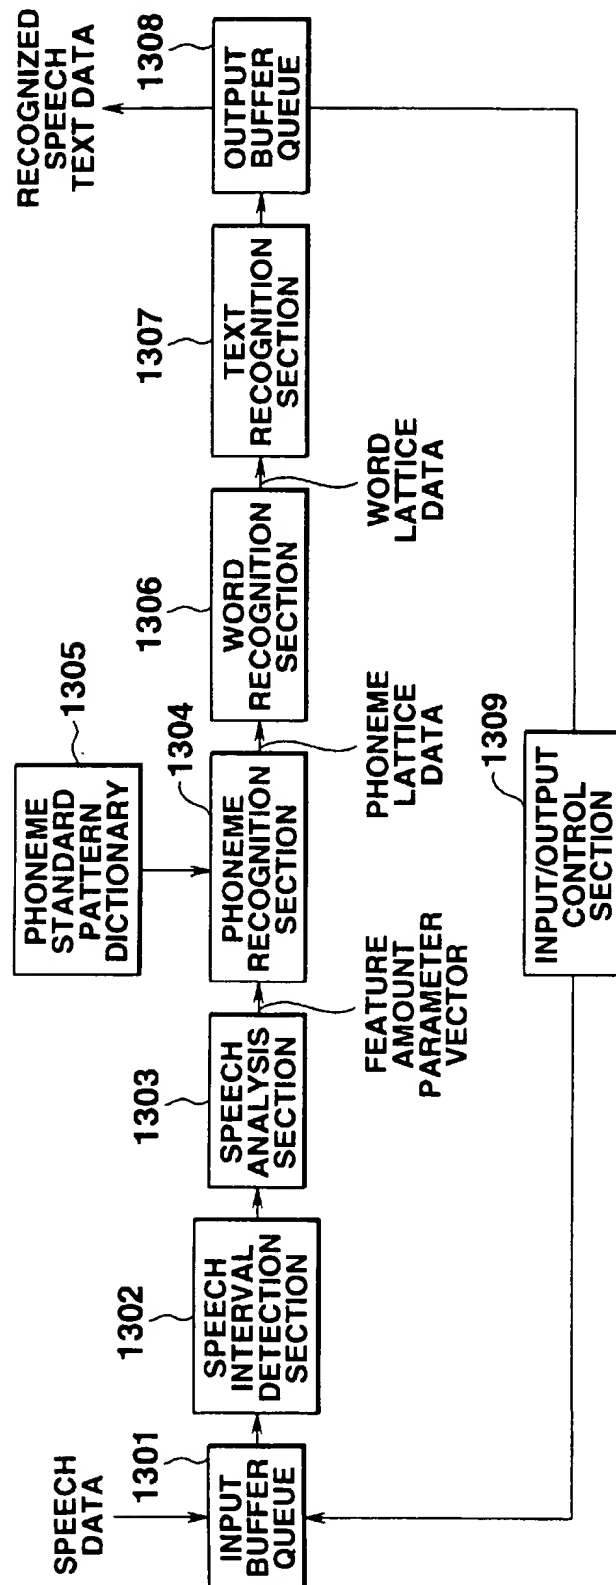 SPEECH
DATA
1301
INPUT
BUFFER
QUEUE
1302
SPEECH
INTERVAL
DETECTION
SECTION
1303
SPEECH
ANALYSIS
SECTION
FEATURE
AMOUNT
PARAMETER
VECTOR
PHONEME
STANDARD
PATTERN
DICTIONARY
1305
1304
PHONEME
RECOGNITION
SECTION
PHONEME
LATTICE
DATA
1306
WORD
RECOGNITION
SECTION
WORD
LATTICE
DATA
1307
TEXT
RECOGNITION
SECTION
RECOGNIZED
SPEECH
TEXT DATA
1308
OUTPUT
BUFFER
QUEUE
1309
INPUT/OUTPUT
CONTROL
SECTION